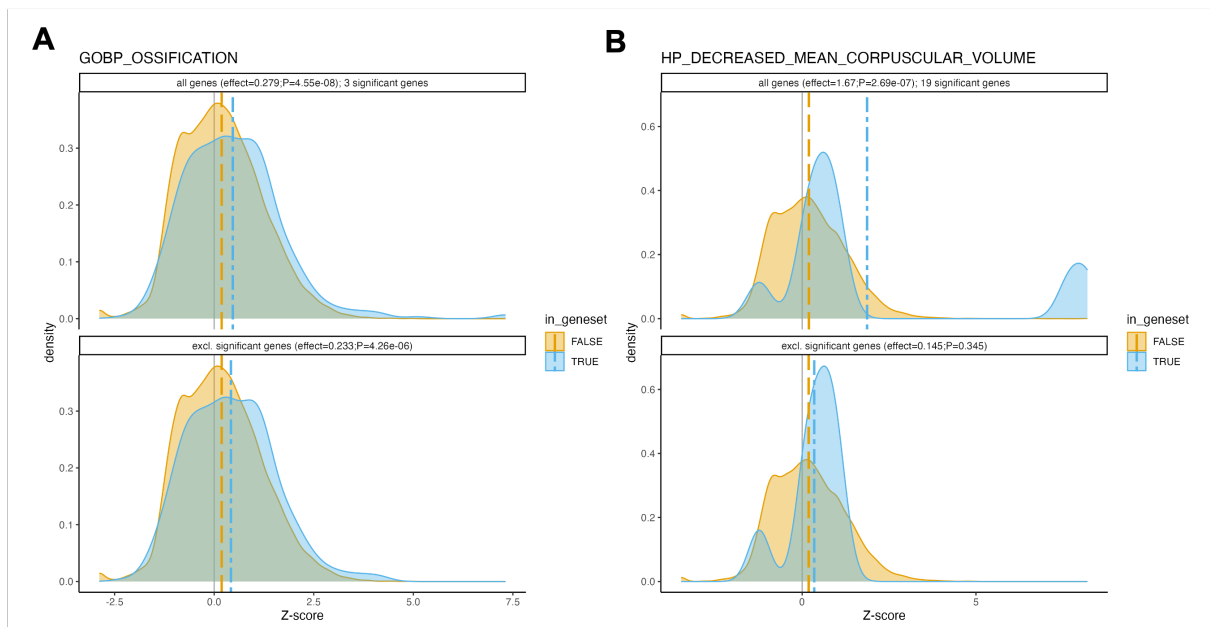 A
GOBP_OSSIFICATION
all genes (effect=0.279;P=4.55e-08); 3 significant genes
0.3
0.2
0.1
0.0
excl. significant genes (effect=0.233;P=4.26e-06)
0.3
0.2
0.1
0.0
density
-2.5
0.0
2.5
5.0
7.5
Z-score
in_geneset
FALSE
TRUE
B
HP_DECREASED_MEAN_CORPUSCULAR_VOLUME
all genes (effect=1.67;P=2.69e-07); 19 significant genes
0.6
0.4
0.2
0.0
excl. significant genes (effect=0.145;P=0.345)
0.6
0.4
0.2
0.0
density
0
5
Z-score
in_geneset
FALSE
TRUE